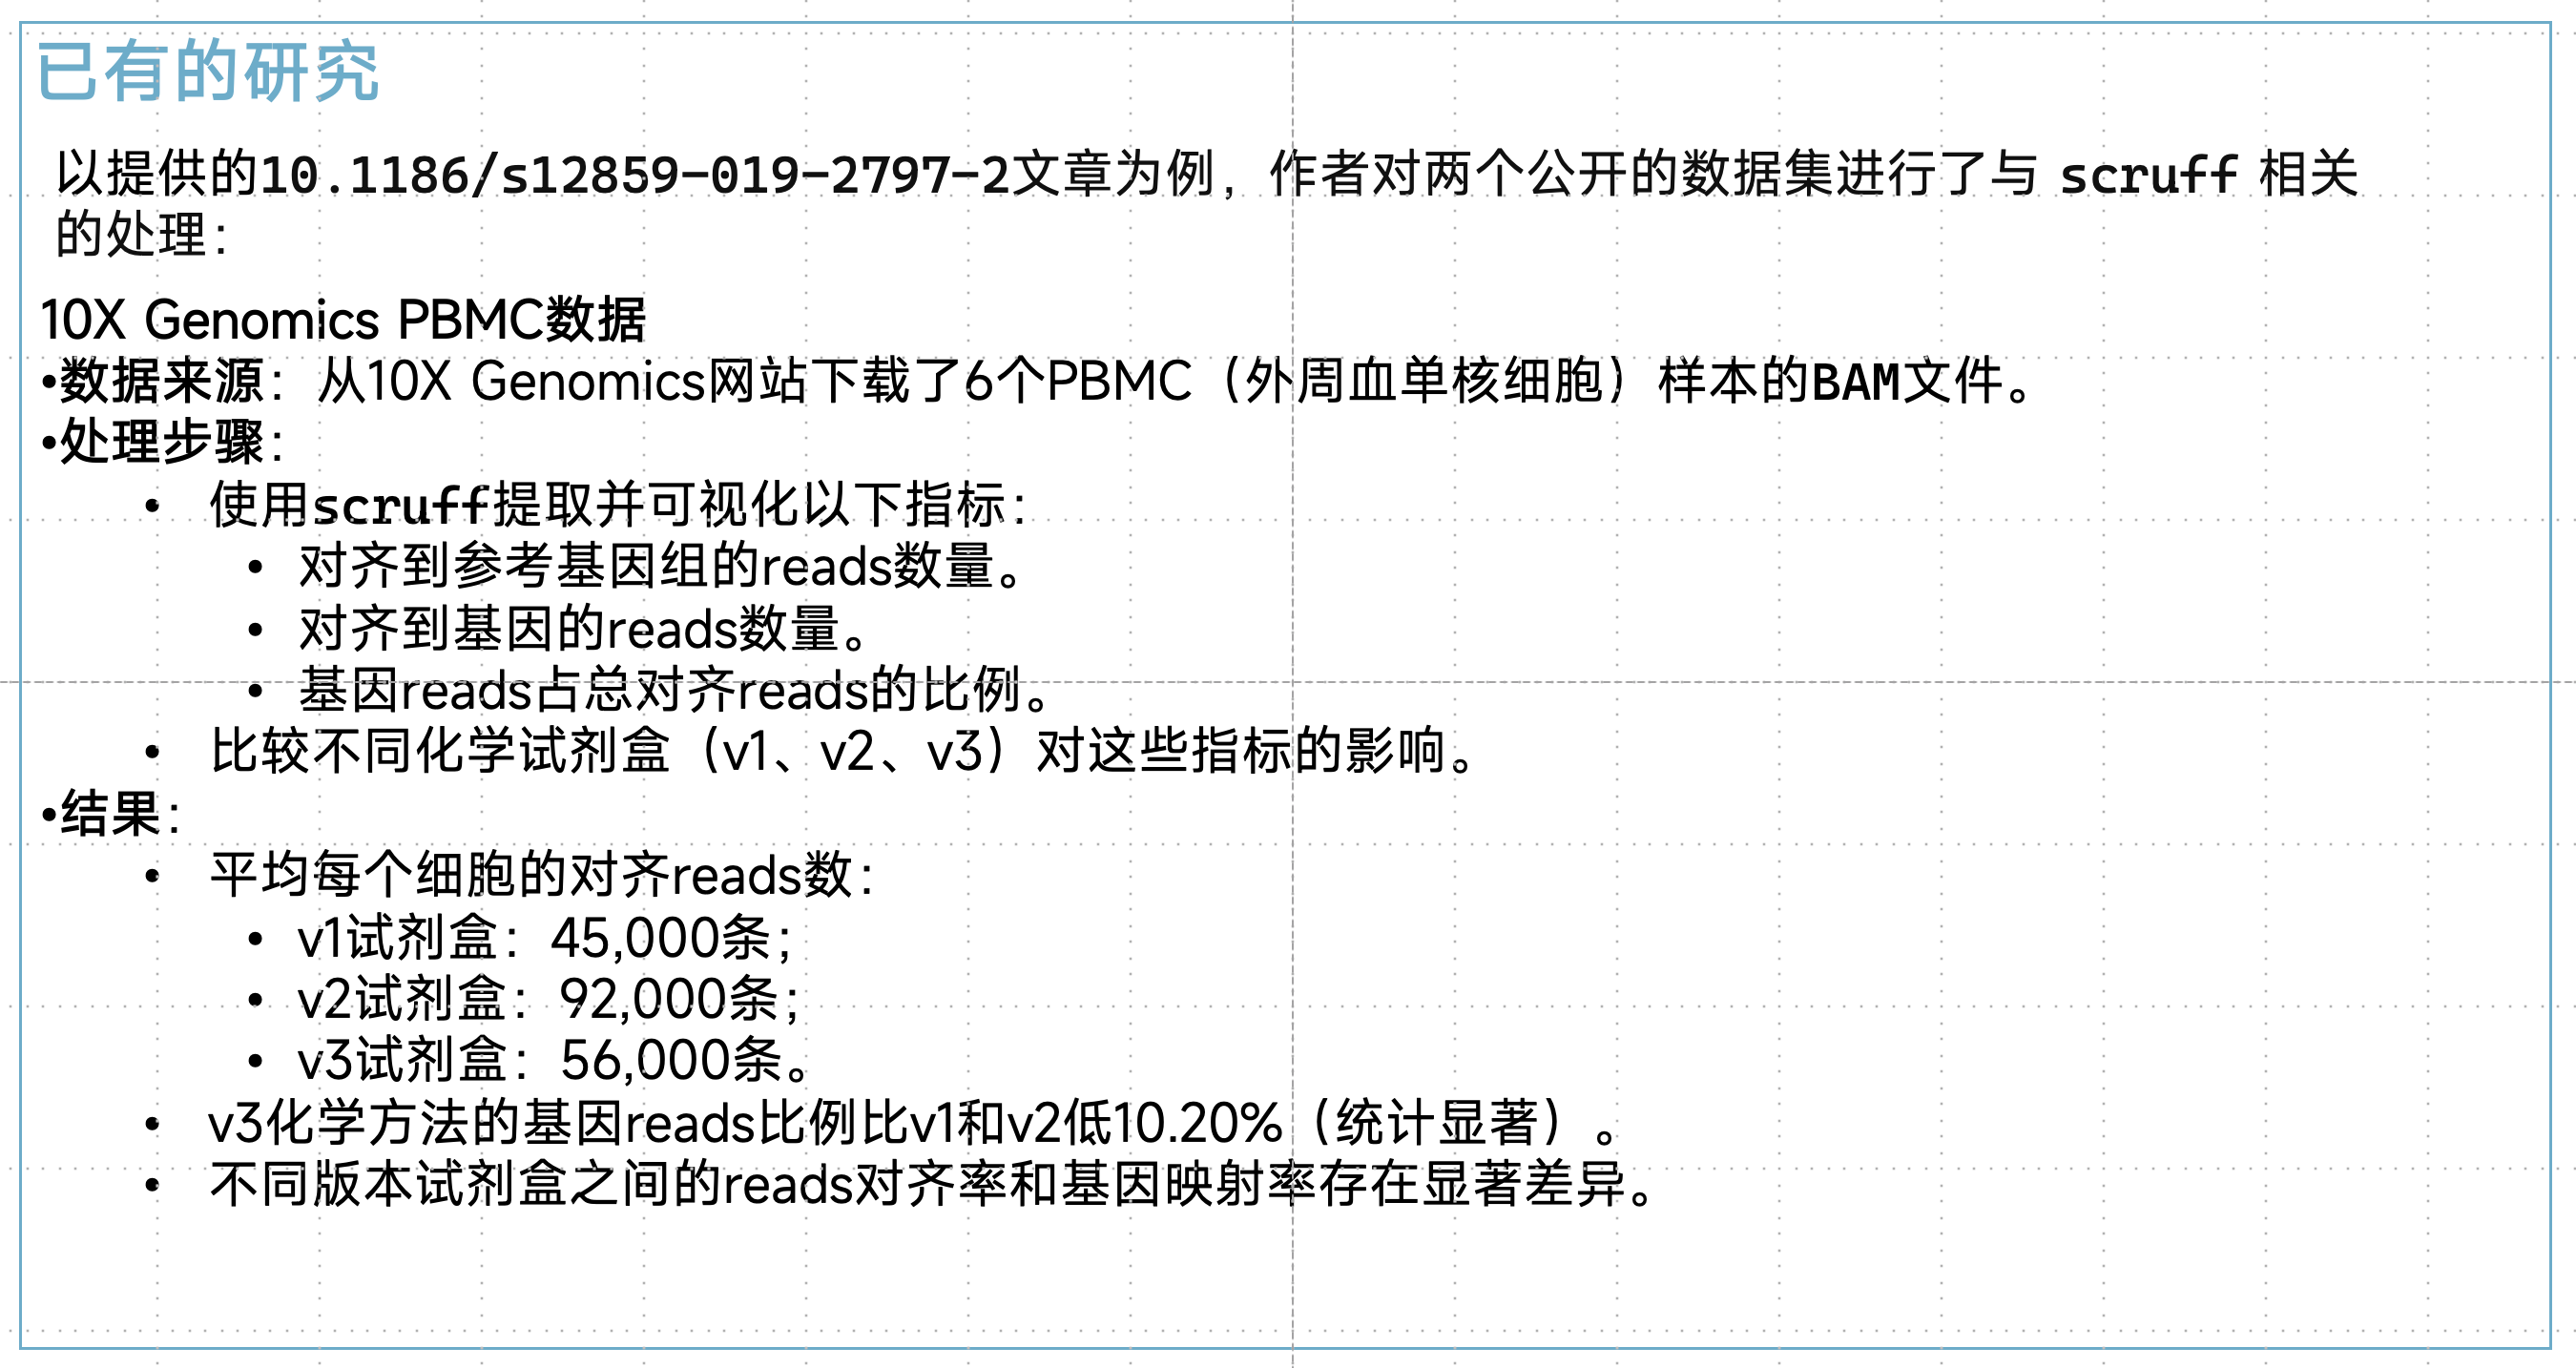 已有的研究
以提供的10.1186/s12859-019-2797-2文章为例，作者对两个公开的数据集进行了与 scruff 相关
的处理：
10X Genomics PBMC数据
•数据来源：从10X Genomics网站下载了6个PBMC（外周血单核细胞）样本的BAM文件。
•处理步骤：
• 使用scruff提取并可视化以下指标：
• 对齐到参考基因组的reads数量。
• 对齐到基因的reads数量。
• 基因reads占总对齐reads的比例。
• 比较不同化学试剂盒（v1、v2、v3）对这些指标的影响。
•结果：
• 平均每个细胞的对齐reads数：
• v1试剂盒：45,000条；
• v2试剂盒：92,000条；
• v3试剂盒：56,000条。
• v3化学方法的基因reads比例比v1和v2低10.20%（统计显著）。
• 不同版本试剂盒之间的reads对齐率和基因映射率存在显著差异。